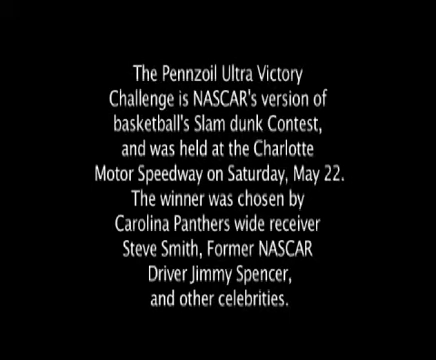 The Pennzoil Ultra Victory
Challenge is NASCAR's version of
basketball's Slam dunk Contest,
and was held at the Charlotte
Motor Speedway on Saturday, May 22.
The winner was chosen by
Carolina Panthers wide receiver
Steve Smith, Former NASCAR
Driver Jimmy Spencer,
and other celebrities.